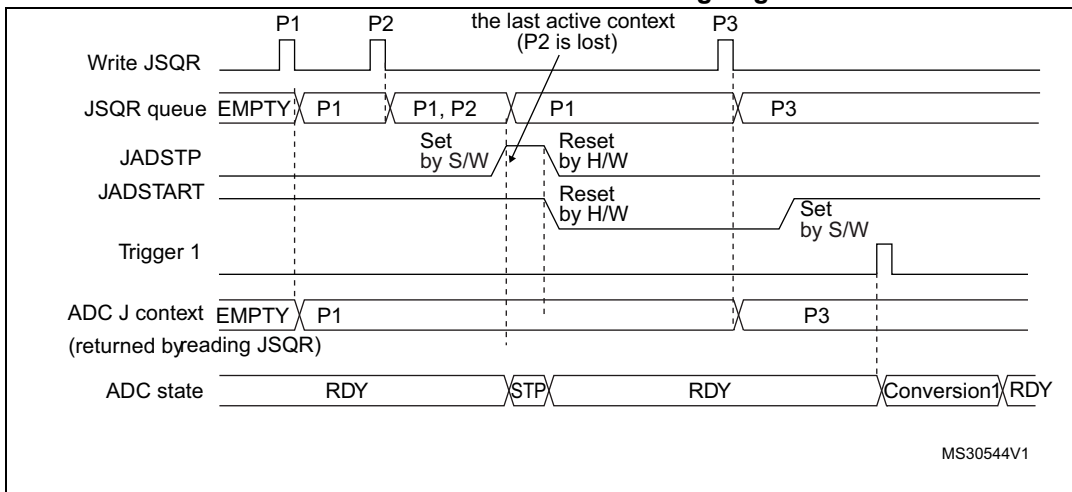 P1 P2 the last active context P3
(P2 is lost)
Write JSQR
JSQR queue EMPTY P1 P1, P2 P1 P3
Set Reset
JADSTP by S/W by H/W
JADSTART Reset
by H/W Set
by S/W
Trigger 1
ADC J context EMPTY P1 P3
(returned byreading JSQR)
ADC state RDY STP RDY Conversion1 RDY
MS30544V1